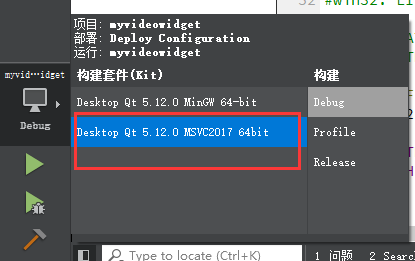 #win32: LI
项目: myvideowidget
部署: Deploy Configuration
运行: myvideowidget
构建套件(Kit)
构建
Desktop Qt 5.12.0 MinGW 64-bit
Debug
Desktop Qt 5.12.0 MSVC2017 64bit
Profile
Release
myvid…idget
Debug
Type to locate (Ctrl+K)
1 问题
2 Searc